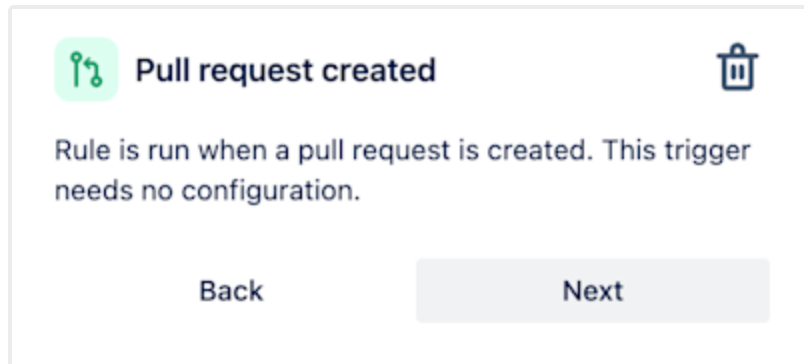 Pull request created
Rule is run when a pull request is created. This trigger
needs no configuration.
Back
Next